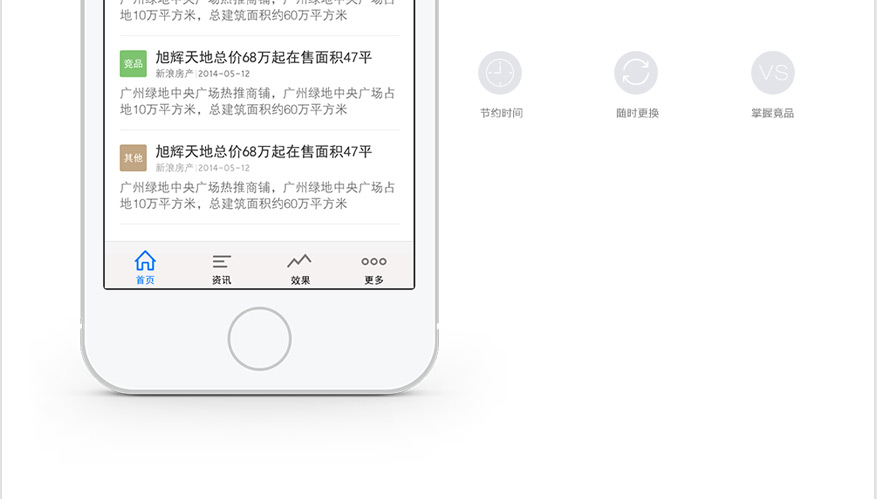 广州绿地中央广场热推商铺，广州绿地中央广场占
地10万平方米，总建筑面积约60万平方米
竞品
旭辉天地总价68万起在售面积47平
新浪房产 | 2014-05-12
广州绿地中央广场热推商铺，广州绿地中央广场占
地10万平方米，总建筑面积约60万平方米
其他
旭辉天地总价68万起在售面积47平
新浪房产 | 2014-05-12
广州绿地中央广场热推商铺，广州绿地中央广场占
地10万平方米，总建筑面积约60万平方米
首页
资讯
效果
更多
节约时间
随时更换
VS
掌握竞品